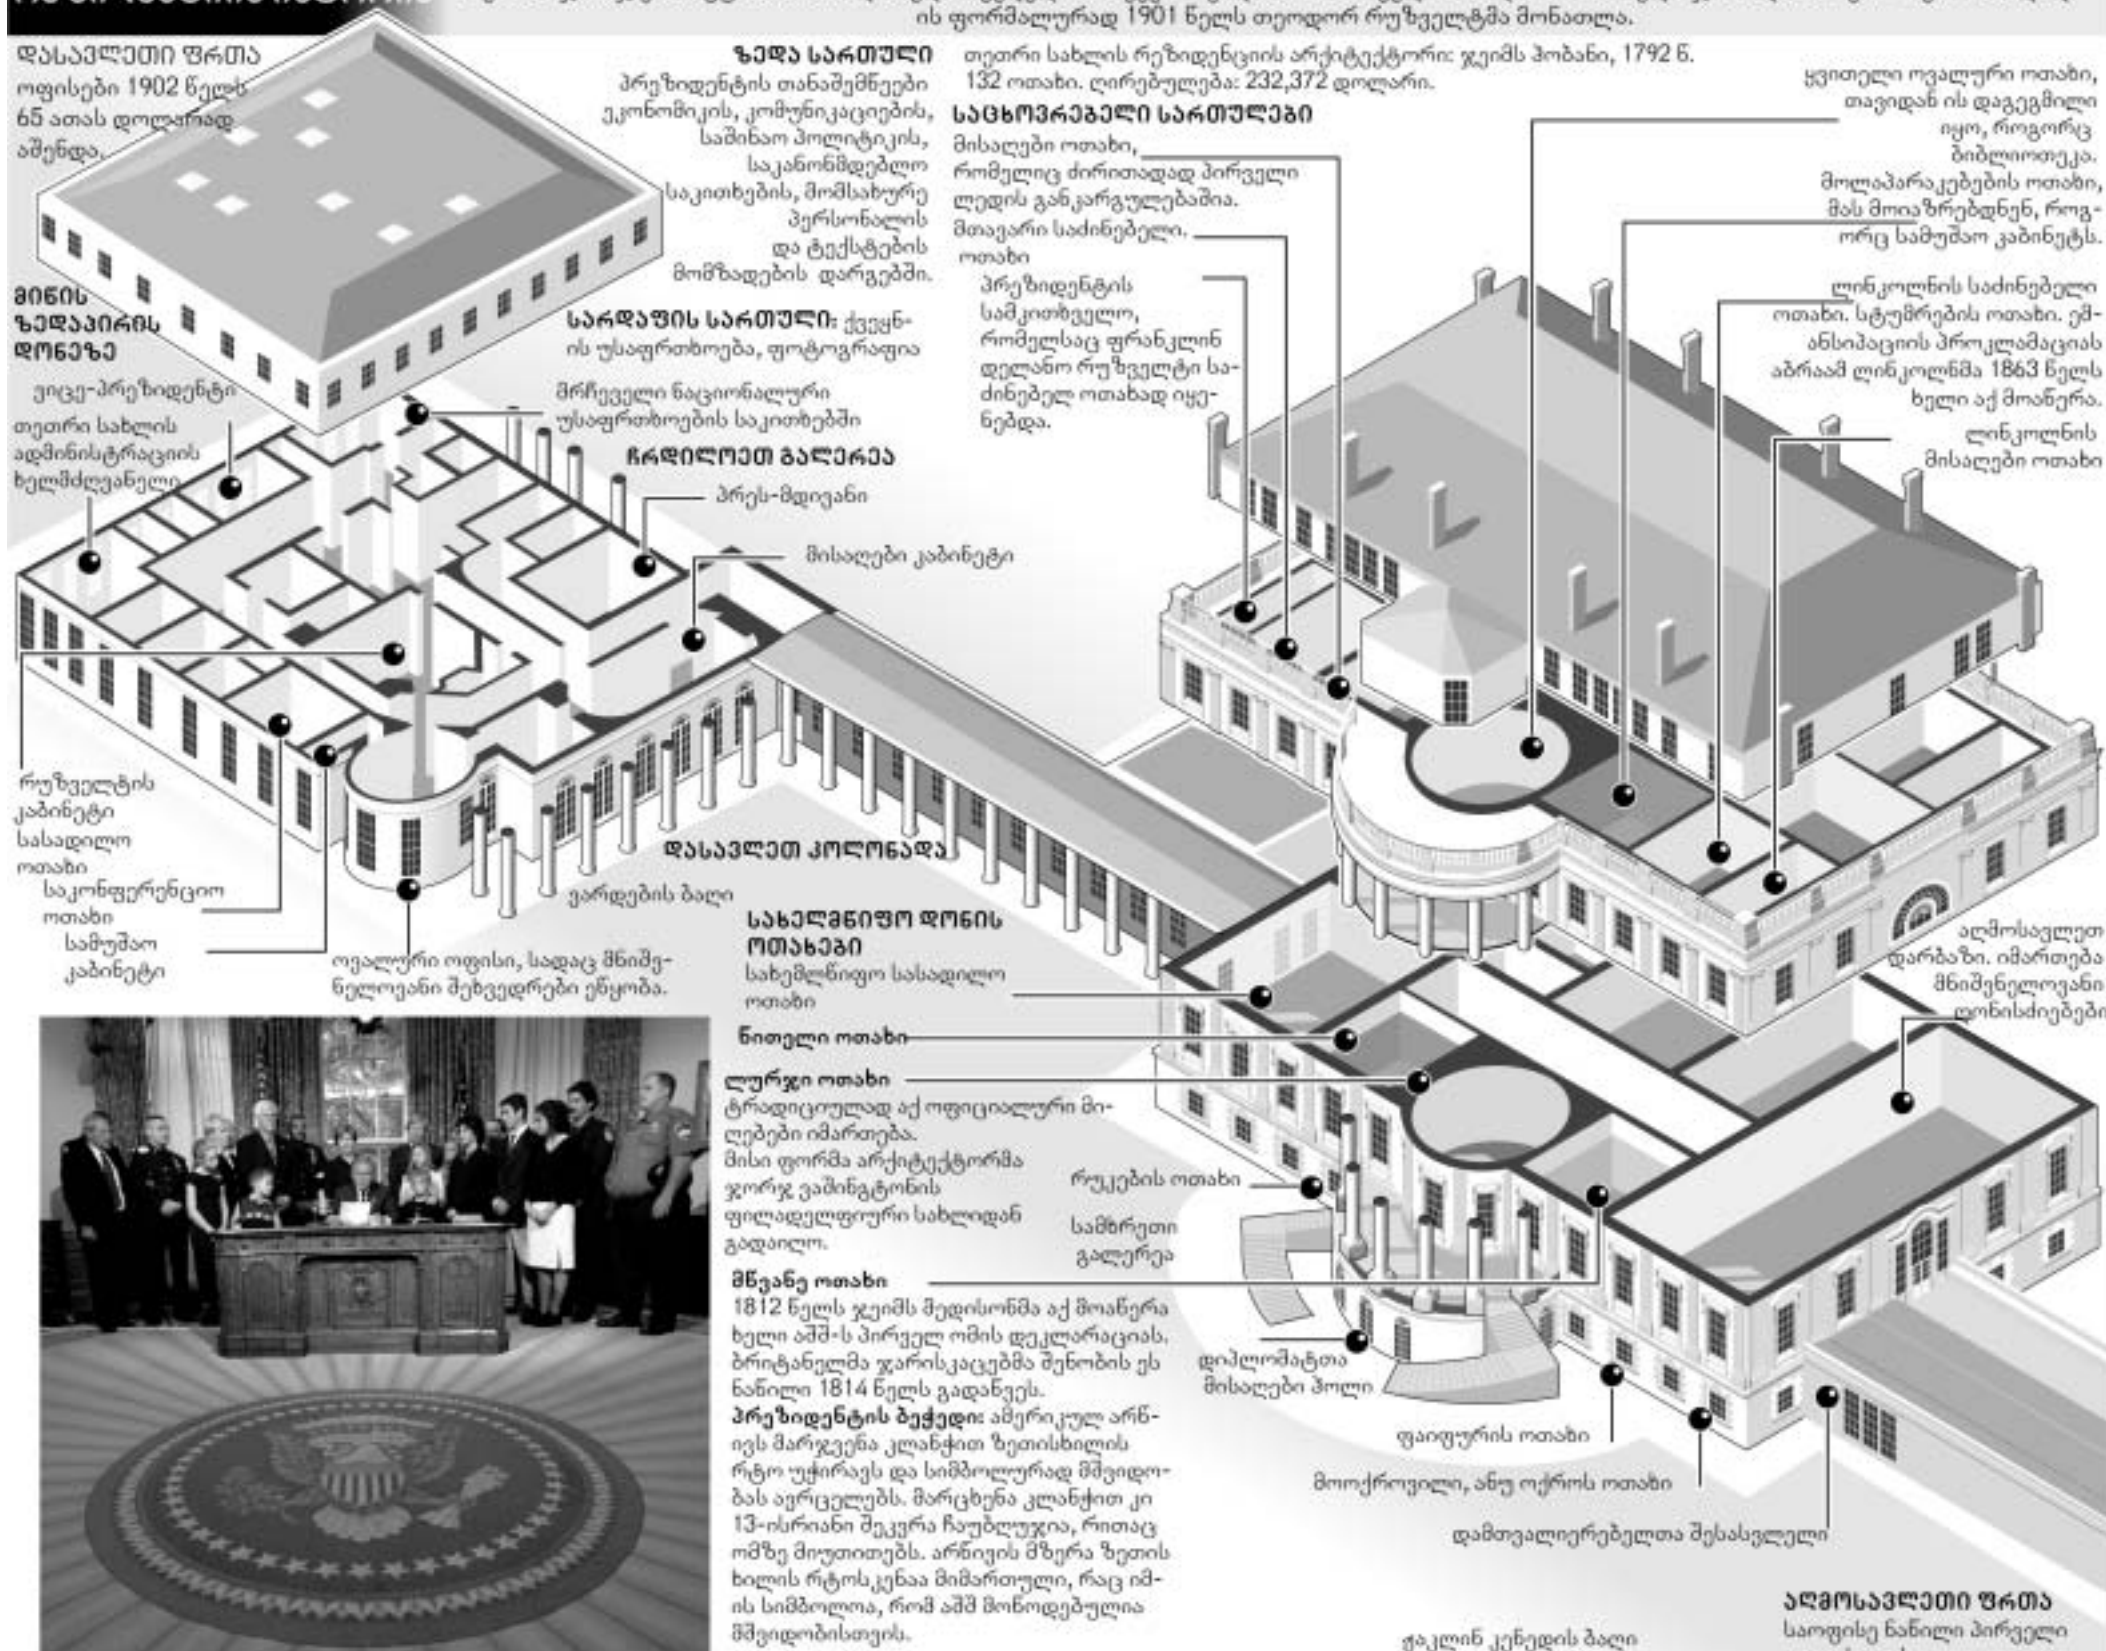 ის ფორმალურად 1901 წელს თეოდორ რუზველტმა მონათლა.
დასავლეთი ფრთა
ოფისები 1902 წელს
65 ათას დოლარად
აშენდა.
ზედა სართული
პრეზიდენტის თანაშემწეები
ეკონომიკის, კომუნიკაციების,
საშინაო პოლიტიკის,
საკანონმდებლო
საკითხების, მომსახურე
პერსონალის
და ტექსტების
მომზადების დარგებში.
თეთრი სახლის რეზიდენციის არქიტექტორი: ჯეიმს ჰობანი, 1792 წ.
132 ოთახი. ღირებულება: 232,372 დოლარი.
საცხოვრებელი სართულები
მისაღები ოთახი,
რომელიც ძირითადად პირველი
ლედის განკარგულებაშია.
მთავარი საძინებელი.
ოთახი
პრეზიდენტის
სამკითხველო,
რომელსაც ფრანკლინ
დელანო რუზველტი სა-
ძინებელ ოთახად იყე-
ნებდა.
ყვითელი ოვალური ოთახი,
თავიდან ის დაგეგმილი
იყო, როგორც
ბიბლიოთეკა.
მოლაპარაკებების ოთახი,
მას მოიაზრებდნენ, როგ-
ორც სამუშაო კაბინეტს.
ლინკოლნის საძინებელი
ოთახი. სტუმრების ოთახი. ემ-
ანსიპაციის პროკლამაციას
აბრაამ ლინკოლნმა 1863 წელს
ხელი აქ მოაწერა.
ლინკოლნის
მისაღები ოთახი
მიწის
ზედაპირის
დონეზე
ვიცე-პრეზიდენტი
თეთრი სახლის
ადმინისტრაციის
ხელმძღვანელი
სარდაფის სართული: ქვეყნ-
ის უსაფრთხოება, ფოტოგრაფია
მრჩეველი ნაციონალური
უსაფრთხოების საკითხებში
ჩრდილოეთ გალერეა
პრეს-მდივანი
მისაღები კაბინეტი
რუზველტის
კაბინეტი
სასადილო
ოთახი
საკონფერენციო
ოთახი
სამუშაო
კაბინეტი
ოვალური ოფისი, სადაც მნიშვ-
ნელოვანი შეხვედრები ეწყობა.
დასავლეთ კოლონადა
ვარდების ბაღი
სახელმწიფო დონის
ოთახები
სახემლწიფო სასადილო
ოთახი
წითელი ოთახი
ლურჯი ოთახი
ტრადიციულად აქ ოფიციალური მი-
ღებები იმართება.
მისი ფორმა არქიტექტორმა
ჯორჯ ვაშინგტონის
ფილადელფიური სახლიდან
გადაიღო.
მწვანე ოთახი
1812 წელს ჯეიმს მედისონმა აქ მოაწერა
ხელი აშშ-ს პირველ ომის დეკლარაციას.
ბრიტანელმა ჯარისკაცებმა შენობის ეს
ნაწილი 1814 წელს გადაწვეს.
პრეზიდენტის ბეჭედი: ამერიკულ არწ-
ივს მარჯვენა კლანჭით ზეთისხილის
რტო უჭირავს და სიმბოლურად მშვიდო-
ბას ავრცელებს. მარცხენა კლანჭით კი
13-ისრიანი შეკვრა ჩაუბღუჯია, რითაც
ომზე მიუთითებს. არწივის მზერა ზეთის
ხილის რტოსკენაა მიმართული, რაც იმ-
ის სიმბოლოა, რომ აშშ მოწოდებულია
მშვიდობისთვის.
რუკების ოთახი
სამხრეთი
გალერეა
აღმოსავლეთ
დარბაზი. იმართება
მნიშვნელოვანი
ღონისძიებები
დიპლომატთა
მისაღები ჰოლი
ფაიფურის ოთახი
მოოქროვილი, ანუ ოქროს ოთახი
დამთვალიერებელთა შესასვლელი
ჟაკლინ კენედის ბაღი
აღმოსავლეთი ფრთა
საოფისე ნაწილი პირველი